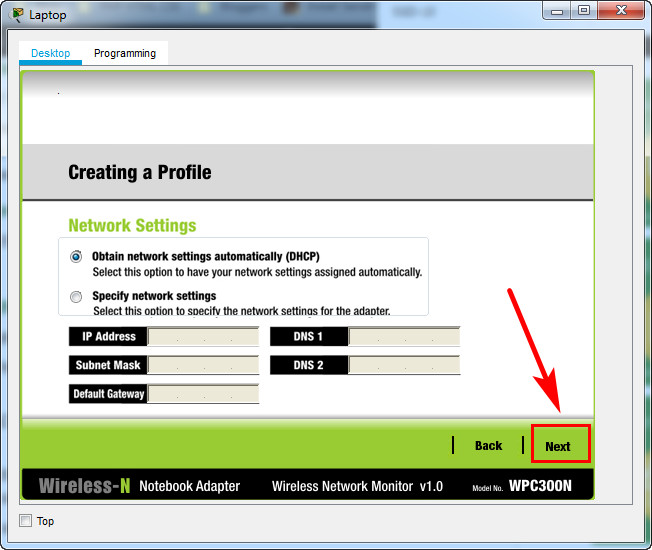 Laptop
Desktop Programming
Creating a Profile
Network Settings
Obtain network settings automatically (DHCP)
Select this option to have your network settings assigned automatically.
Specify network settings
Select this option to specify the network settings for the adapter.
IP Address . . . DNS 1 . . .
Subnet Mask . . . DNS 2 . . .
Default Gateway . . .
Back Next
Wireless-N Notebook Adapter Wireless Network Monitor v1.0 Model No. WPC300N
Top